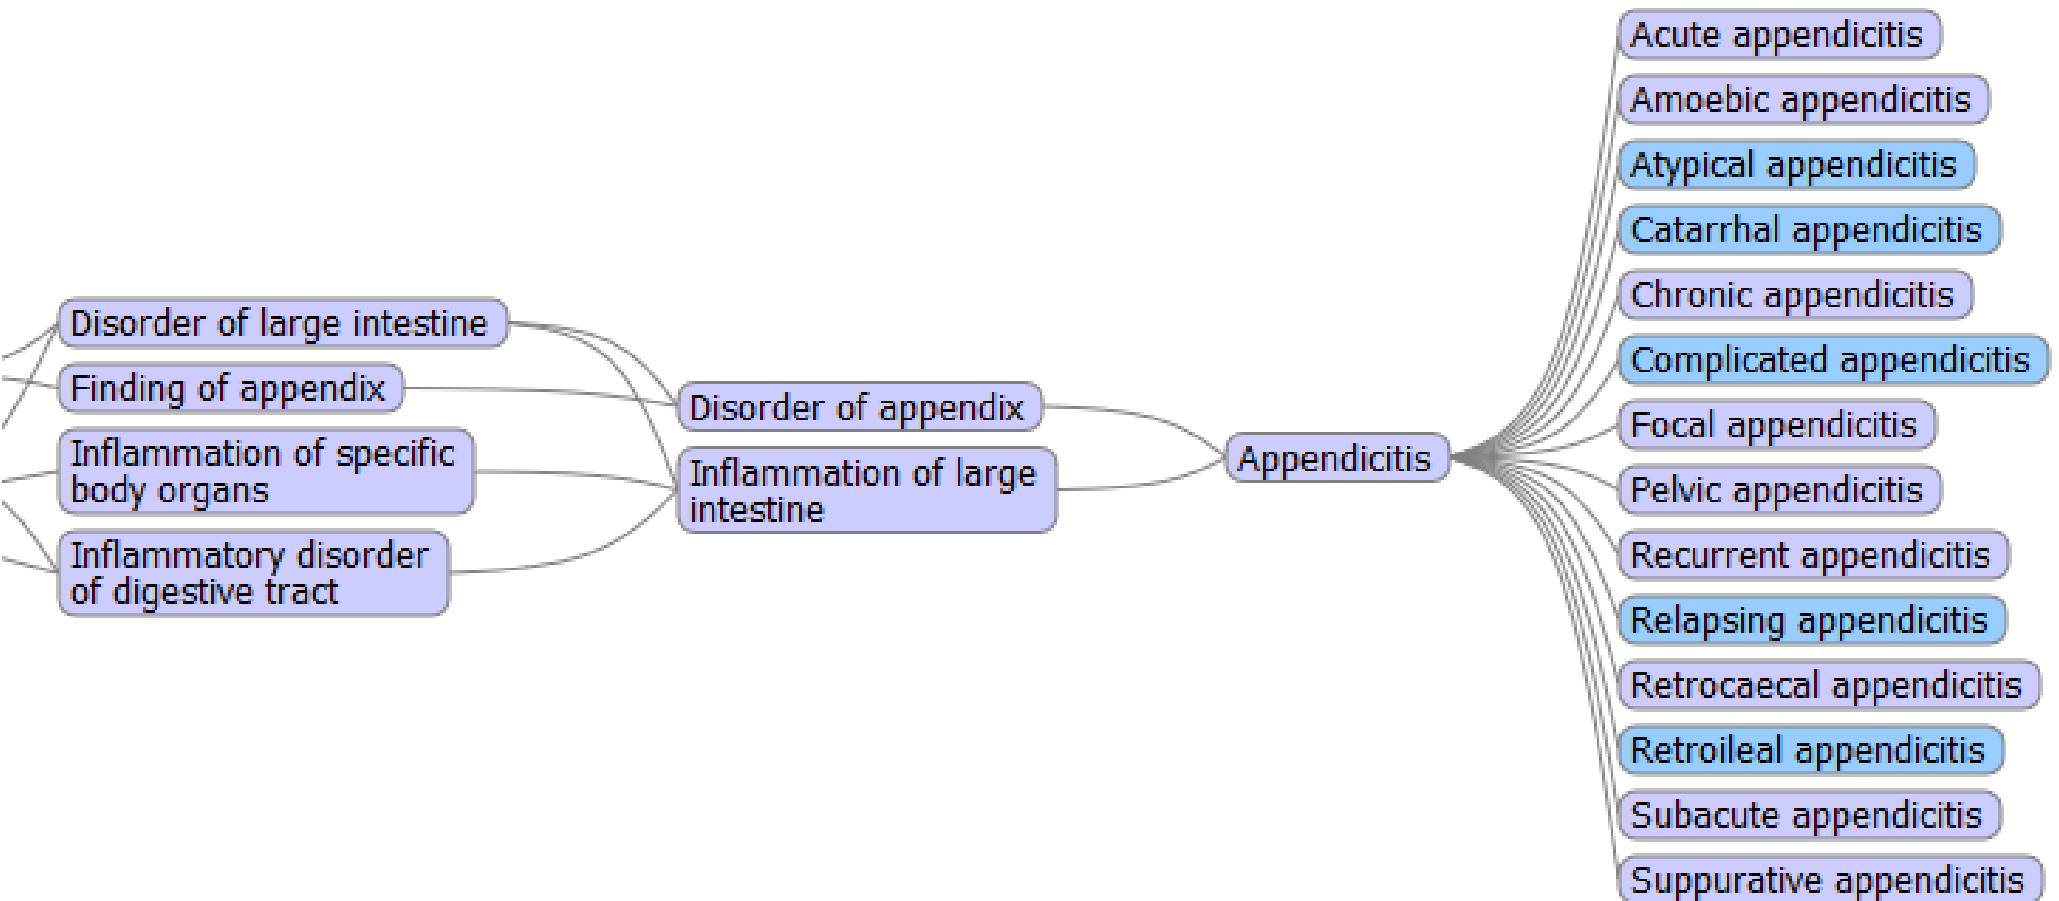 Disorder of large intestine
Finding of appendix
Inflammation of specific
body organs
Inflammatory disorder
of digestive tract
Disorder of appendix
Inflammation of large
intestine
Appendicitis
Acute appendicitis
Amoebic appendicitis
Atypical appendicitis
Catarrhal appendicitis
Chronic appendicitis
Complicated appendicitis
Focal appendicitis
Pelvic appendicitis
Recurrent appendicitis
Relapsing appendicitis
Retrocaecal appendicitis
Retroileal appendicitis
Subacute appendicitis
Suppurative appendicitis